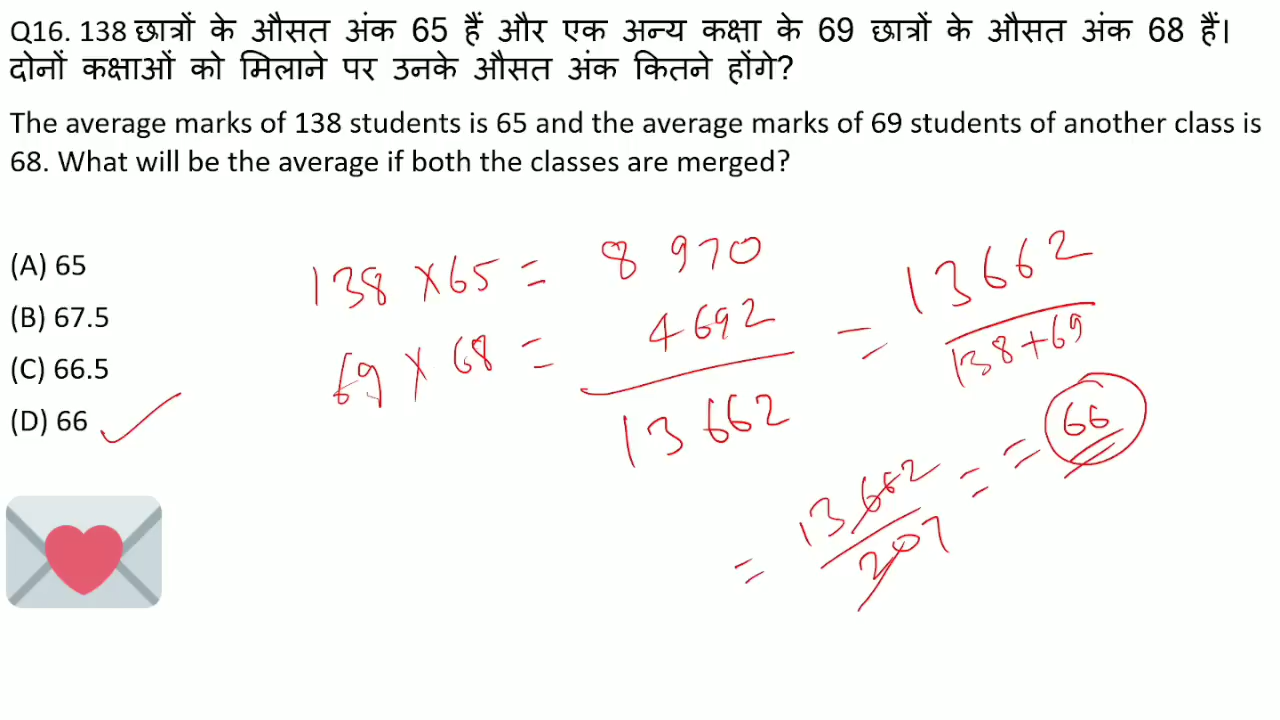 Q16. 138 छात्रों के औसत अंक 65 हैं और एक अन्य कक्षा के 69 छात्रों के औसत अंक 68 हैं।
दोनों कक्षाओं को मिलाने पर उनके औसत अंक कितने होंगे?
The average marks of 138 students is 65 and the average marks of 69 students of another class is
68. What will be the average if both the classes are merged?
(A) 65
(B) 67.5
(C) 66.5
(D) 66
138 × 65 = 8970
69 × 68 = 4692
13662
= 13662
138+69
= 13662
207
= = 66